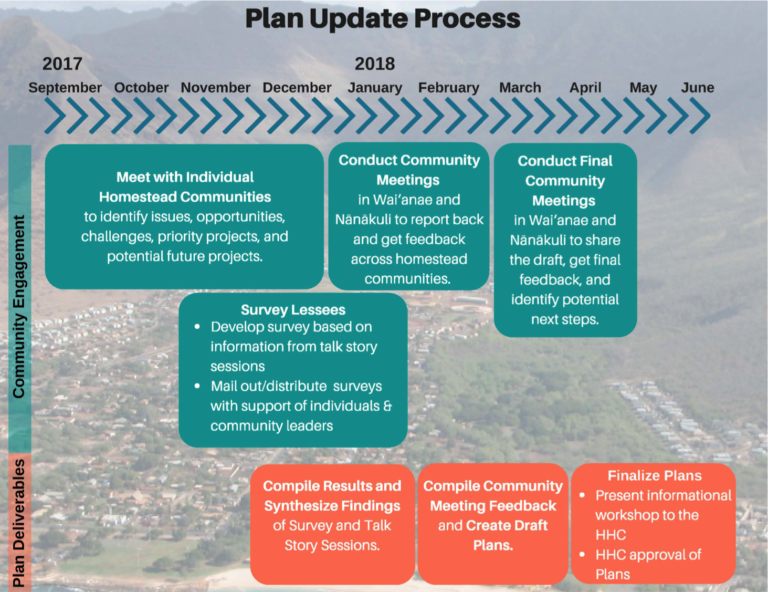 Plan Update Process
2017
2018
September October November December January February March April May June
Community Engagement
Meet with Individual
Homestead Communities
to identify issues, opportunities,
challenges, priority projects, and
potential future projects.
Conduct Community
Meetings
in Wai'anae and
Nānākuli to report back
and get feedback
across homestead
communities.
Conduct Final
Community
Meetings
in Wai'anae and
Nānākuli to share
the draft, get final
feedback, and
identify potential
next steps.
Survey Lessees
• Develop survey based on
information from talk story
sessions
• Mail out/distribute surveys
with support of individuals &
community leaders
Plan Deliverables
Compile Results and
Synthesize Findings
of Survey and Talk
Story Sessions.
Compile Community
Meeting Feedback
and Create Draft
Plans.
Finalize Plans
• Present informational
workshop to the
HHC
• HHC approval of
Plans